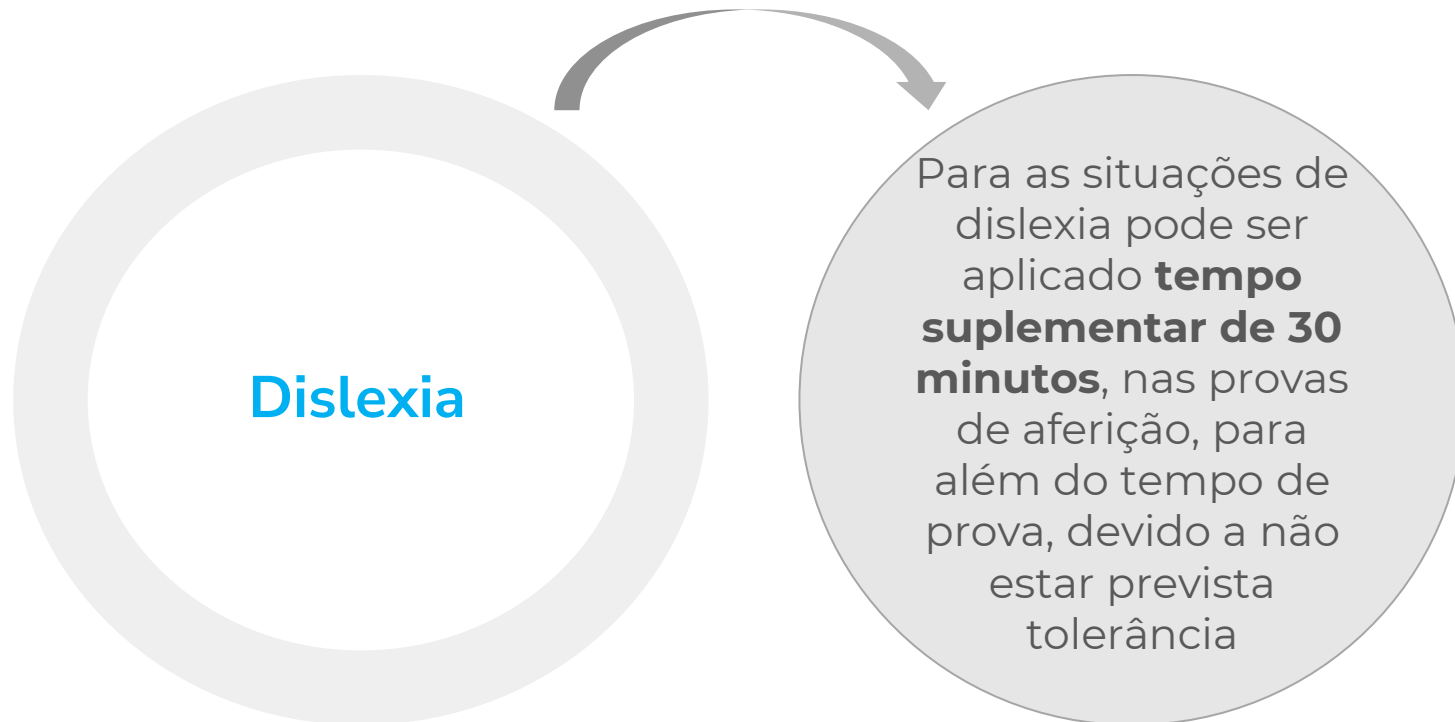 Dislexia
Para as situações de
dislexia pode ser
aplicado tempo
suplementar de 30
minutos, nas provas
de aferição, para
além do tempo de
prova, devido a não
estar prevista
tolerância